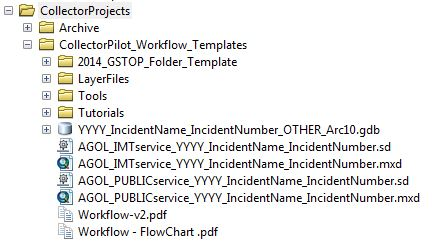 CollectorProjects
Archive
CollectorPilot_Workflow_Templates
2014_GSTOP_Folder_Template
LayerFiles
Tools
Tutorials
YYYY_IncidentName_IncidentNumber_OTHER_Arc10.gdb
AGOL_IMTservice_YYYY_IncidentName_IncidentNumber.sd
AGOL_IMTservice_YYYY_IncidentName_IncidentNumber.mxd
AGOL_PUBLICservice_YYYY_IncidentName_IncidentNumber.sd
AGOL_PUBLICservice_YYYY_IncidentName_IncidentNumber.mxd
Workflow-v2.pdf
Workflow - FlowChart .pdf